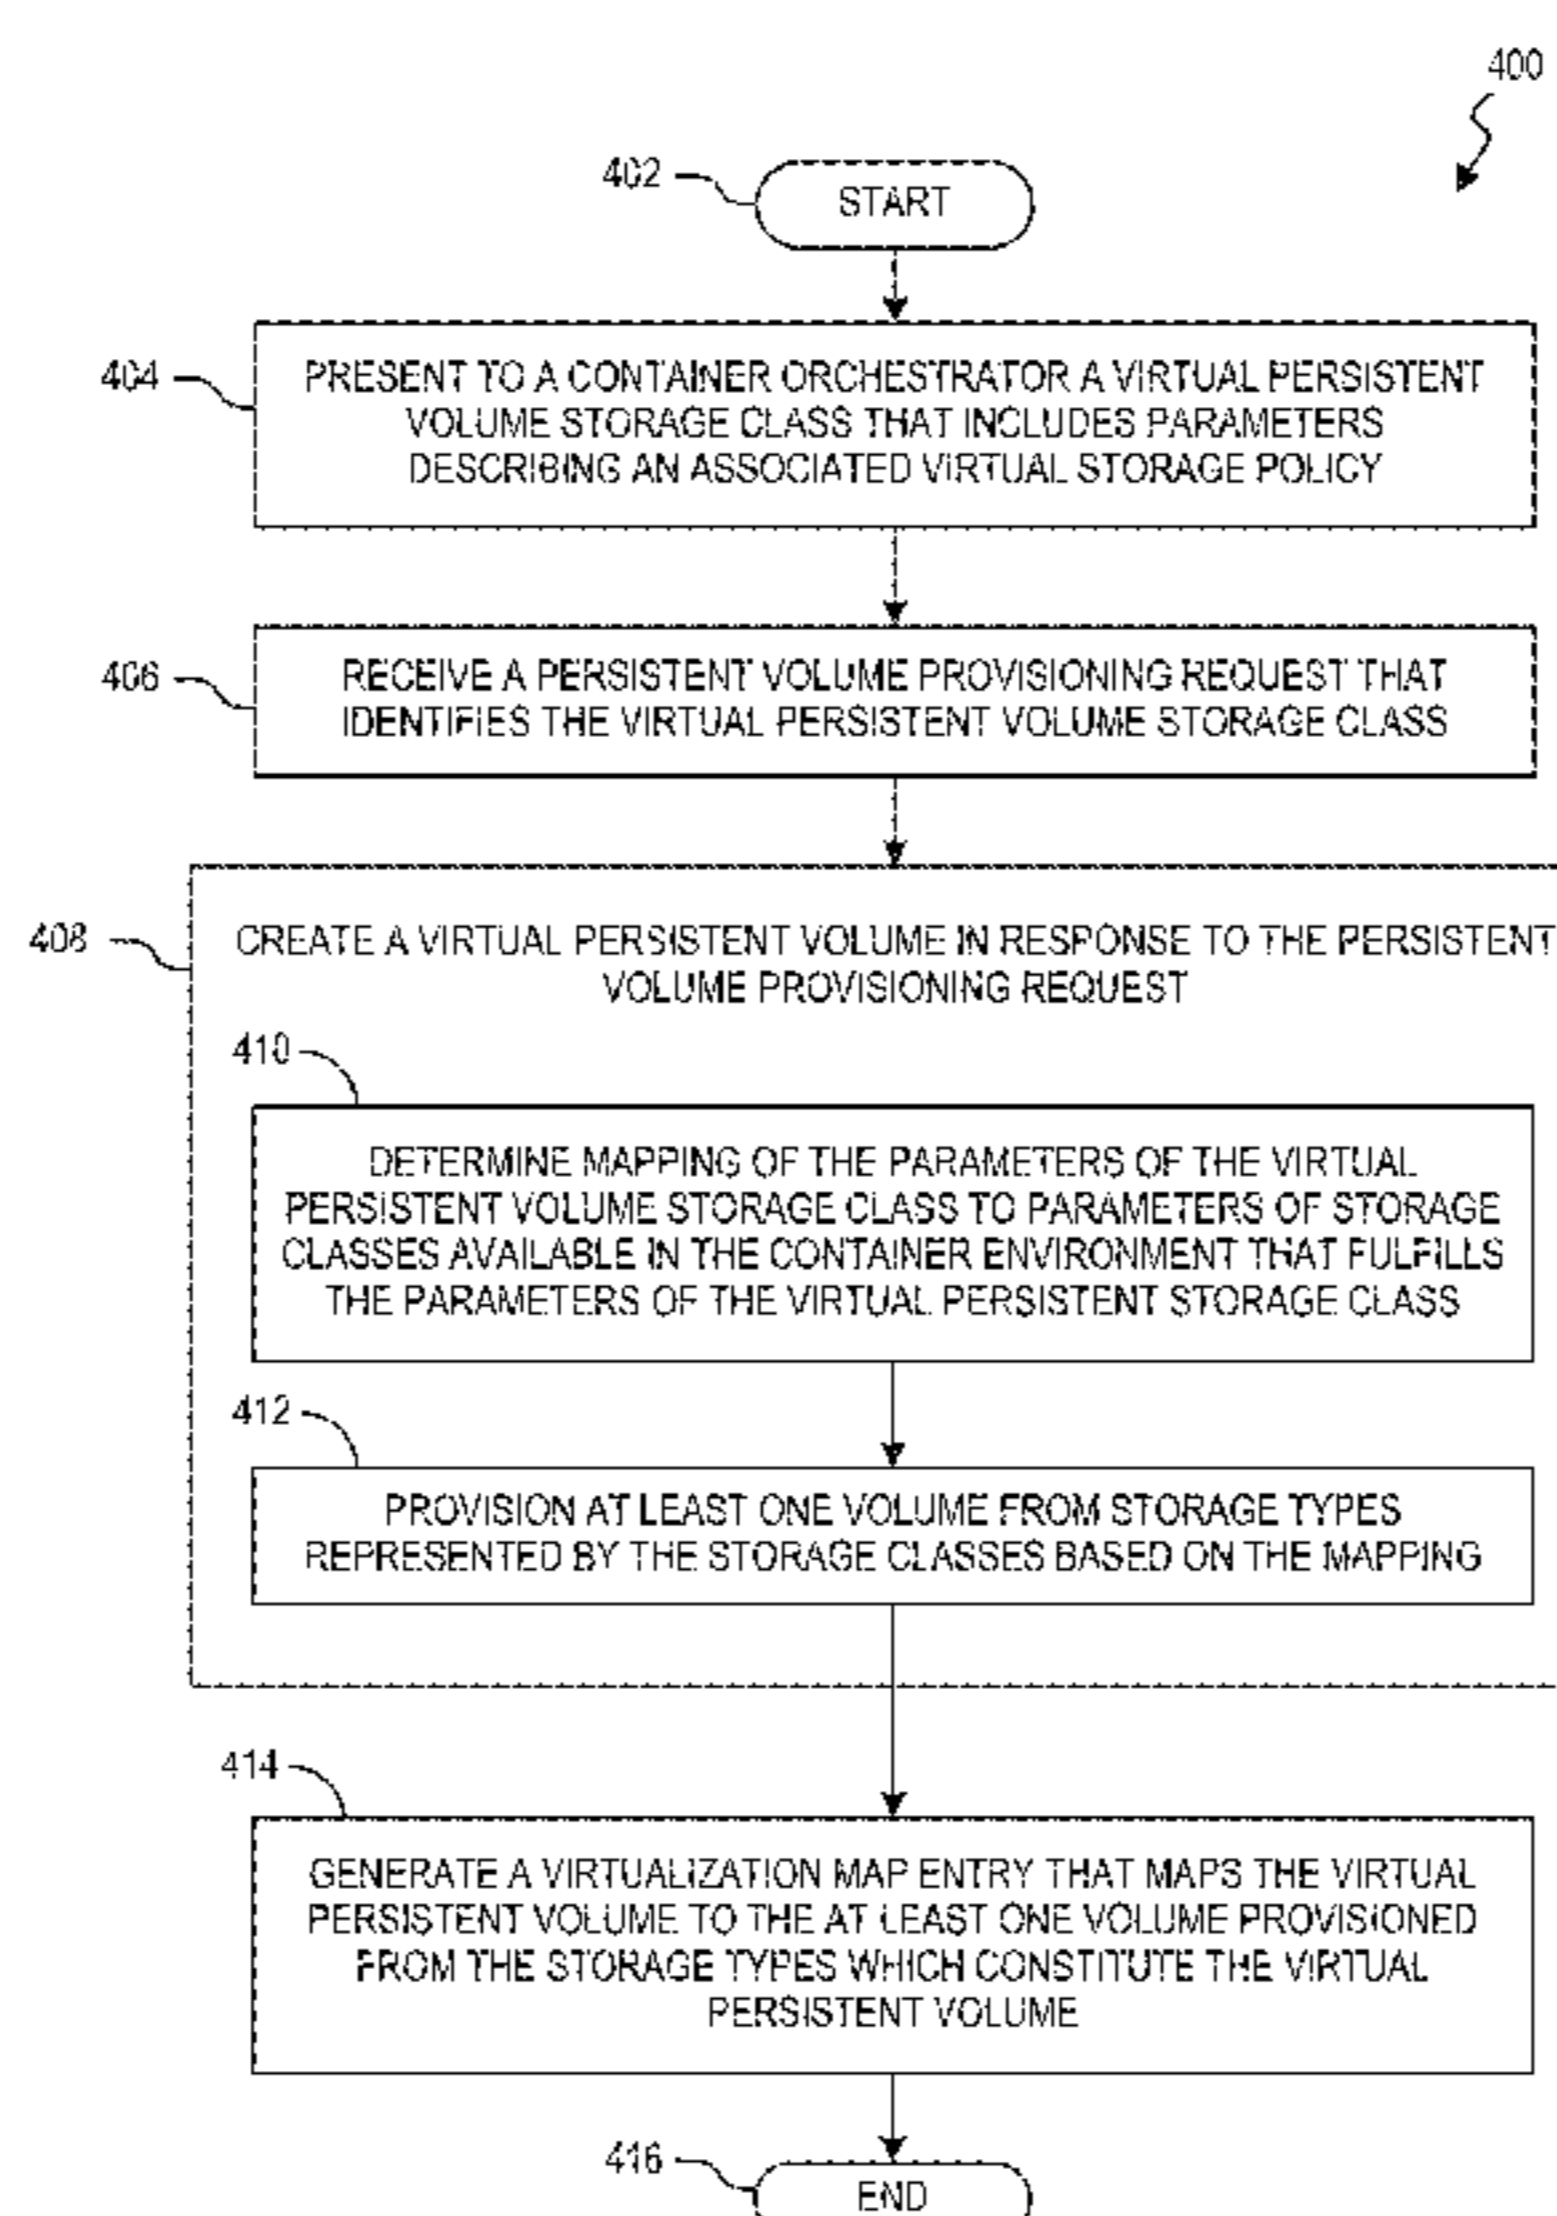 400
402
START
404
PRESENT TO A CONTAINER ORCHESTRATOR A VIRTUAL PERSISTENT
VOLUME STORAGE CLASS THAT INCLUDES PARAMETERS
DESCRIBING AN ASSOCIATED VIRTUAL STORAGE POLICY
406
RECEIVE A PERSISTENT VOLUME PROVISIONING REQUEST THAT
IDENTIFIES THE VIRTUAL PERSISTENT VOLUME STORAGE CLASS
408
CREATE A VIRTUAL PERSISTENT VOLUME IN RESPONSE TO THE PERSISTENT
VOLUME PROVISIONING REQUEST
410
DETERMINE MAPPING OF THE PARAMETERS OF THE VIRTUAL
PERSISTENT VOLUME STORAGE CLASS TO PARAMETERS OF STORAGE
CLASSES AVAILABLE IN THE CONTAINER ENVIRONMENT THAT FULFILLS
THE PARAMETERS OF THE VIRTUAL PERSISTENT STORAGE CLASS
412
PROVISION AT LEAST ONE VOLUME FROM STORAGE TYPES
REPRESENTED BY THE STORAGE CLASSES BASED ON THE MAPPING
414
GENERATE A VIRTUALIZATION MAP ENTRY THAT MAPS THE VIRTUAL
PERSISTENT VOLUME TO THE AT LEAST ONE VOLUME PROVISIONED
FROM THE STORAGE TYPES WHICH CONSTITUTE THE VIRTUAL
PERSISTENT VOLUME
416
END